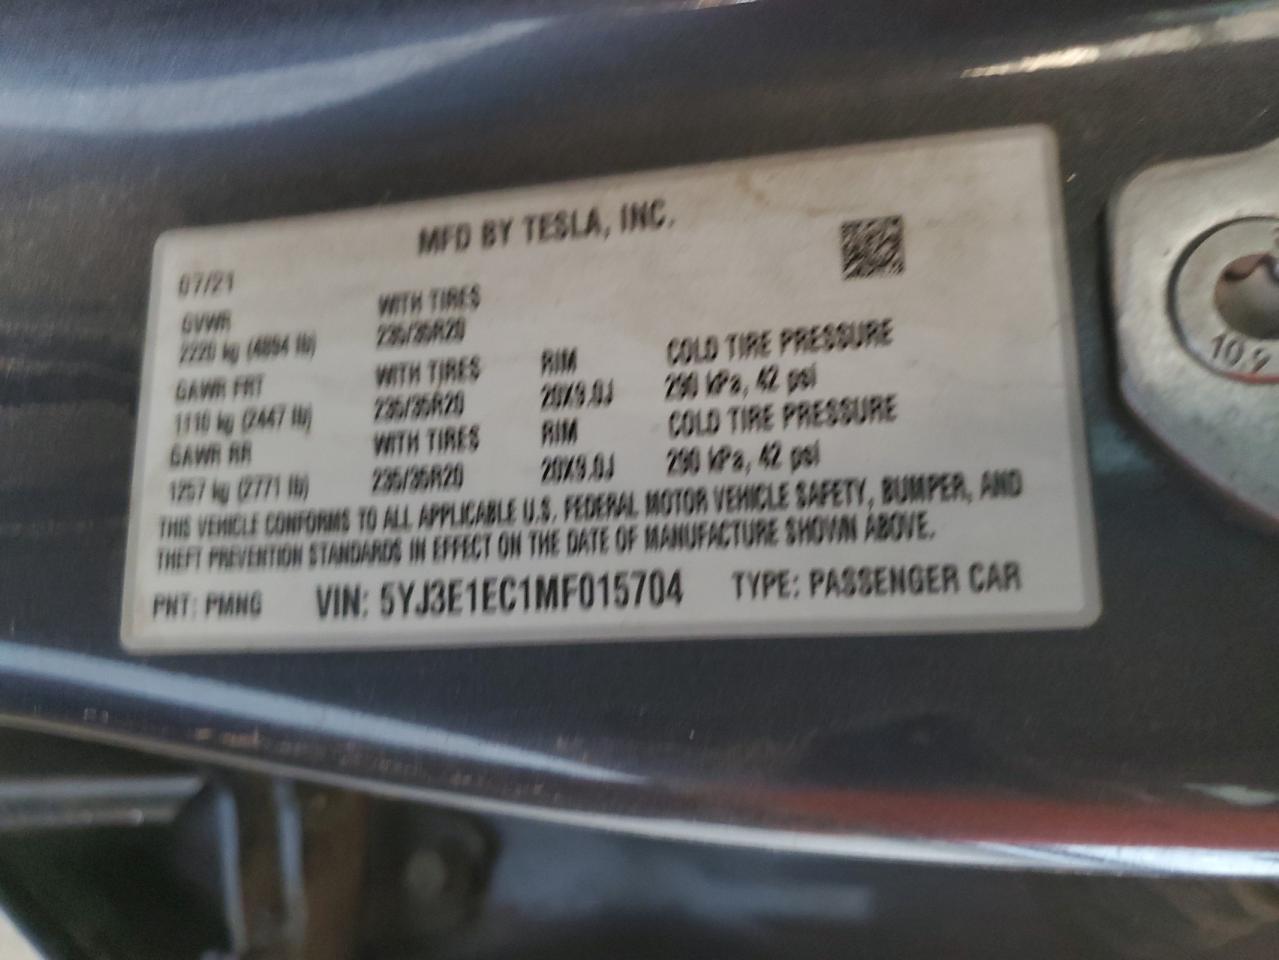 MFD BY TESLA, INC.
07/21
GVWR WITH TIRES
2220 kg (4894 lb) 235/35R20
GAWR FRT WITH TIRES RIM COLD TIRE PRESSURE
1110 kg (2447 lb) 235/35R20 20X9.0J 290 kPa, 42 psi
GAWR RR WITH TIRES RIM COLD TIRE PRESSURE
1257 kg (2771 lb) 235/35R20 20X9.0J 290 kPa, 42 psi
THIS VEHICLE CONFORMS TO ALL APPLICABLE U.S. FEDERAL MOTOR VEHICLE SAFETY, BUMPER, AND
THEFT PREVENTION STANDARDS IN EFFECT ON THE DATE OF MANUFACTURE SHOWN ABOVE.
PNT: PMNG VIN: 5YJ3E1EC1MF015704 TYPE: PASSENGER CAR
10.9